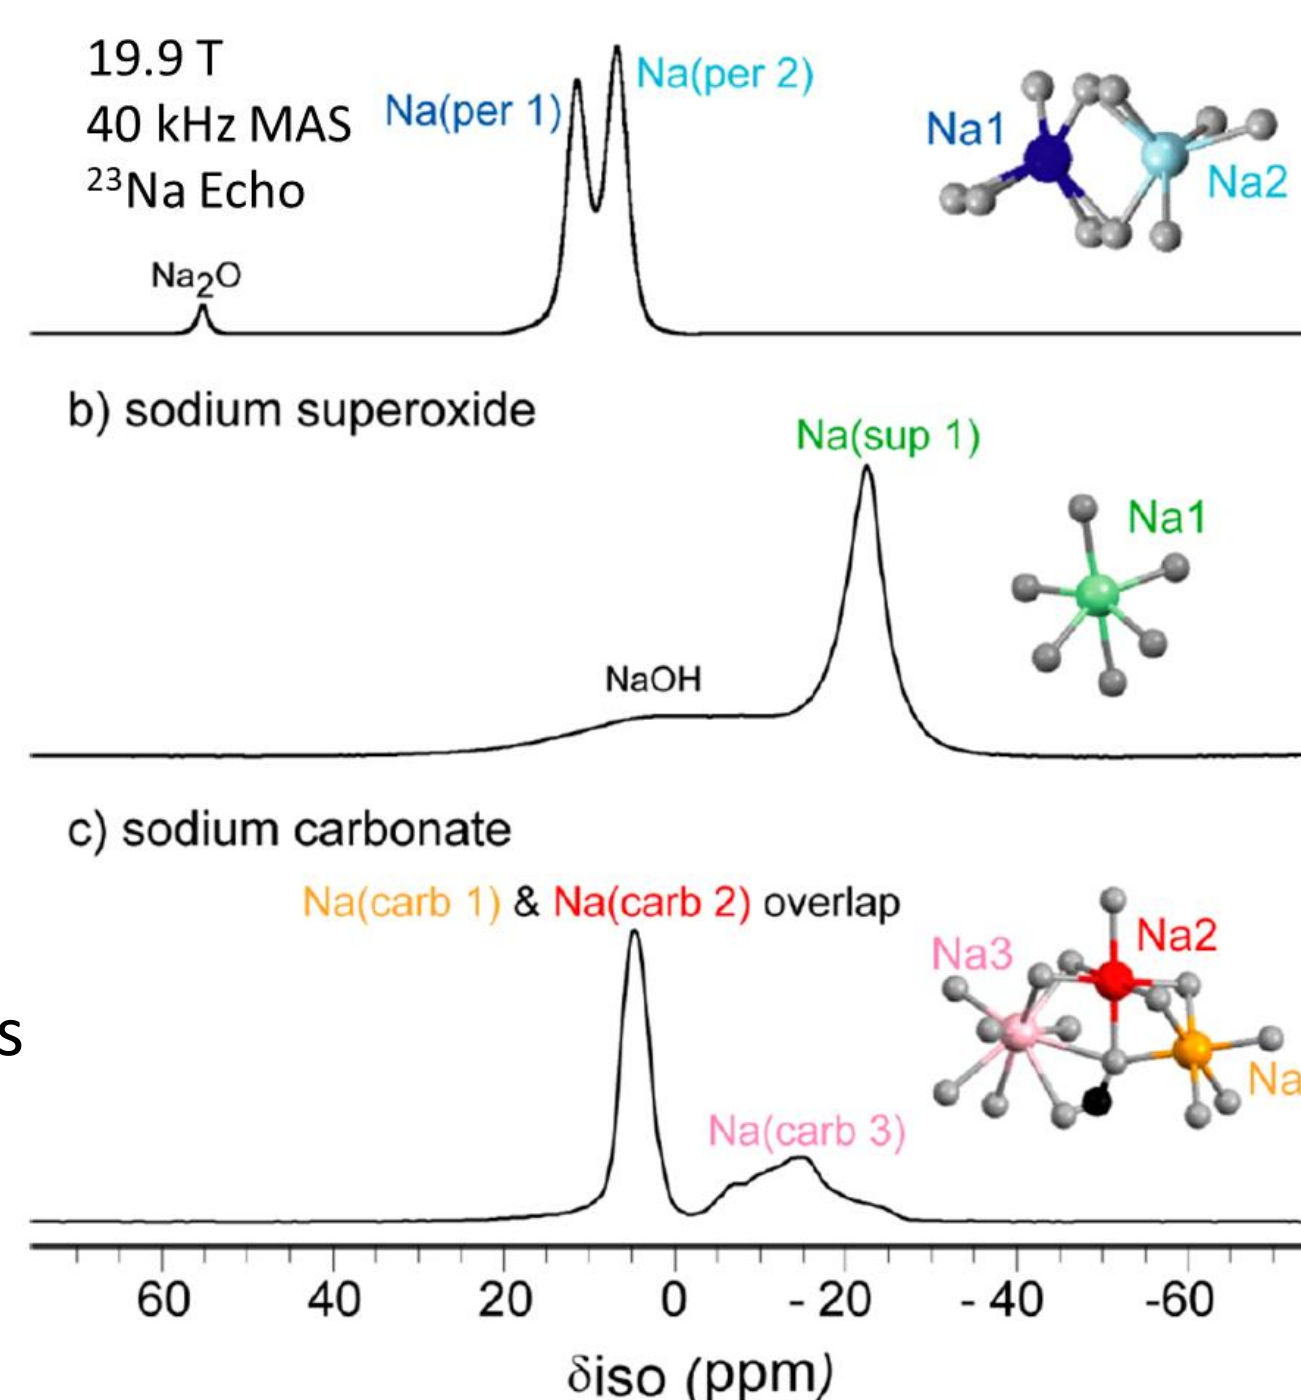 19.9 T
40 kHz MAS
²³Na Echo
Na(per 1)
Na(per 2)
Na1
Na2
Na₂O
b) sodium superoxide
Na(sup 1)
Na1
NaOH
c) sodium carbonate
Na(carb 1) & Na(carb 2) overlap
Na3
Na2
Na
s
Na(carb 3)
60 40 20 0 - 20 - 40 -60
δiso (ppm)